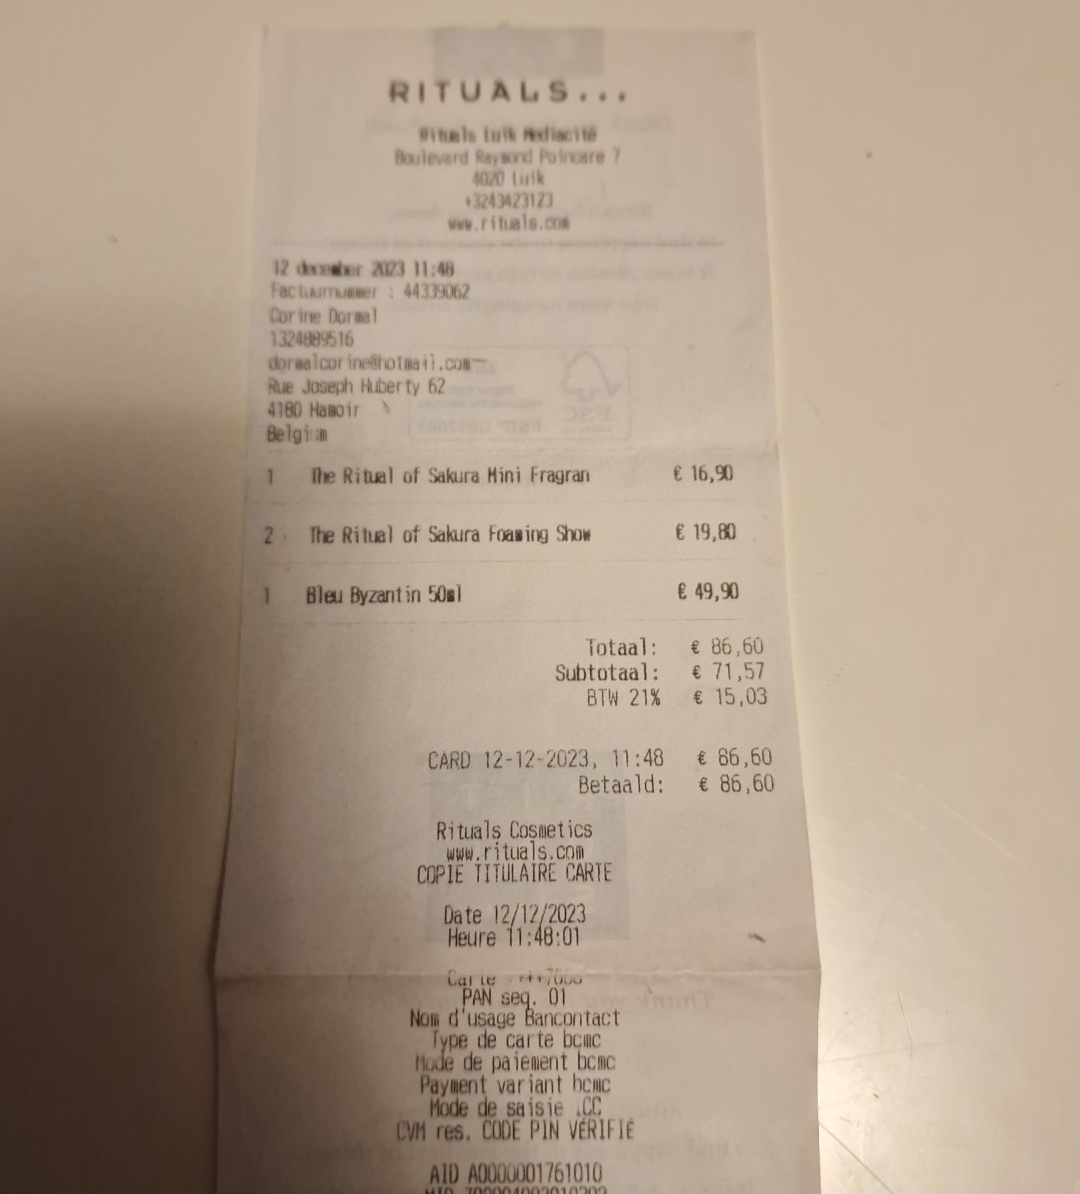 RITUALS...
Rituals Luik Mediacité
Boulevard Raymond Poincare 7
4020 Luik
+3243423123
www.rituals.com
12 december 2023 11:48
Factuurnummer : 44339062
Corine Dormal
1324889516
dormalcorine@hotmail.com
Rue Joseph Huberty 62
4180 Hamoir
Belgium
1 The Ritual of Sakura Mini Fragran € 16,90
2 The Ritual of Sakura Foaming Show € 19,80
1 Bleu Byzantin 50ml € 49,90
Totaal: € 86,60
Subtotaal: € 71,57
BTW 21% € 15,03
CARD 12-12-2023, 11:48 € 86,60
Betaald: € 86,60
Rituals Cosmetics
www.rituals.com
COPIE TITULAIRE CARTE
Date 12/12/2023
Heure 11:48:01
Carte
PAN seq. 01
Nom d'usage Bancontact
Type de carte bcmc
Mode de paiement bcmc
Payment variant bcmc
Mode de saisie ICC
CVM res. CODE PIN VÉRIFIÉ
AID A0000001761010